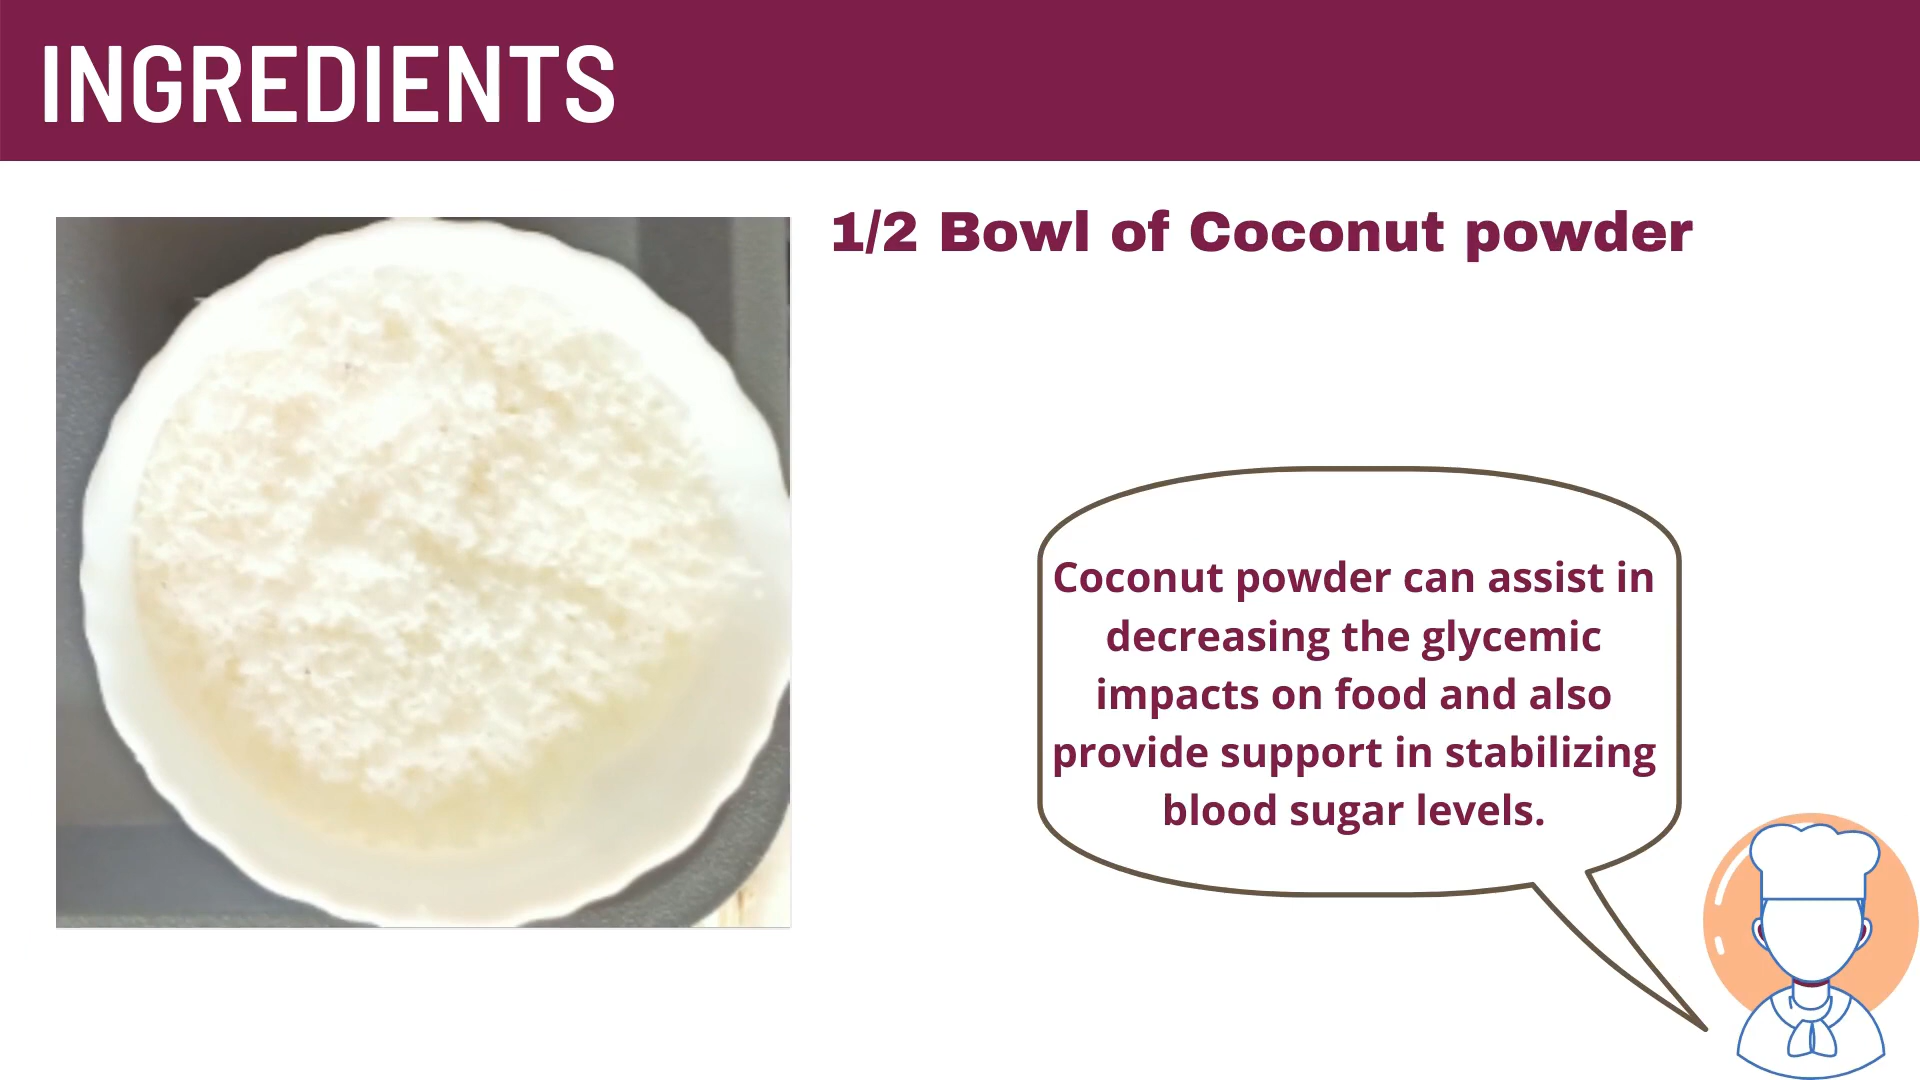 INGREDIENTS
1/2 Bowl of Coconut powder
Coconut powder can assist in
decreasing the glycemic
impacts on food and also
provide support in stabilizing
blood sugar levels.